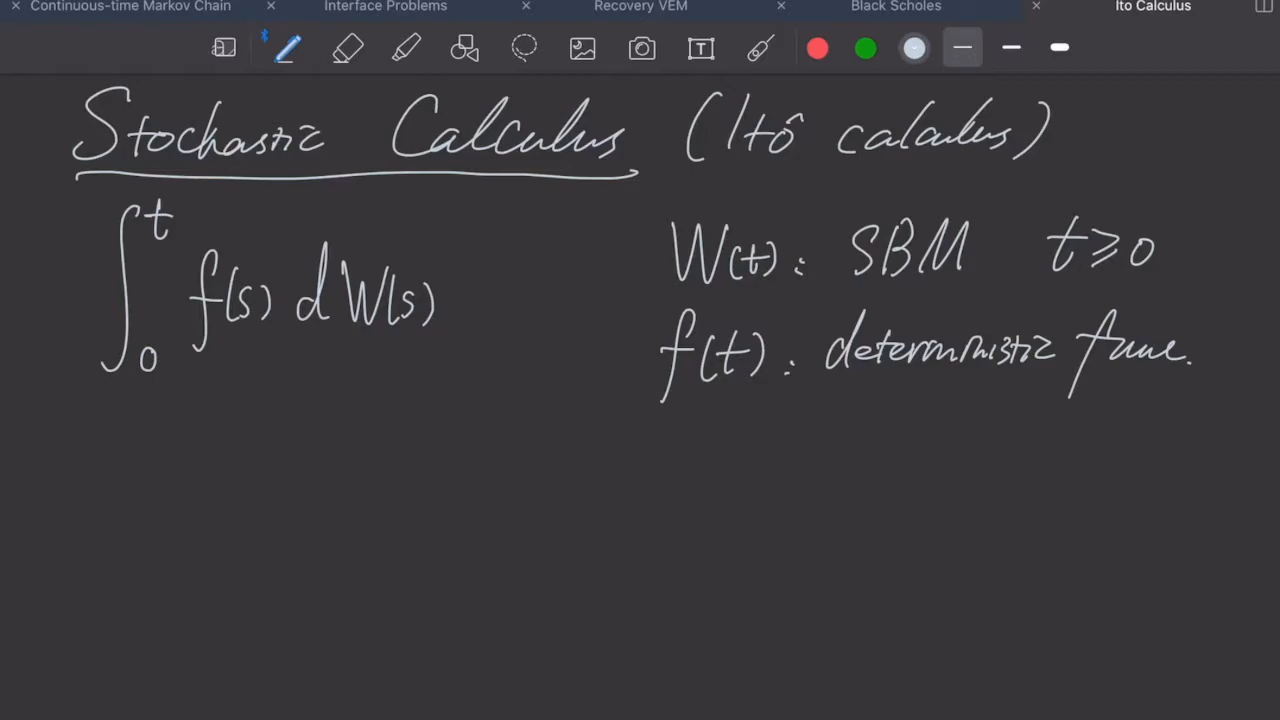 × Continuous-time Markov Chain × Interface Problems × Recovery VEM × Black Scholes × Ito Calculus
T
Stochastic Calculus (Itô calculus)
∫₀ᵗ f(s) dW(s)
W(t): SBM t ≥ 0
f(t): deterministic func.